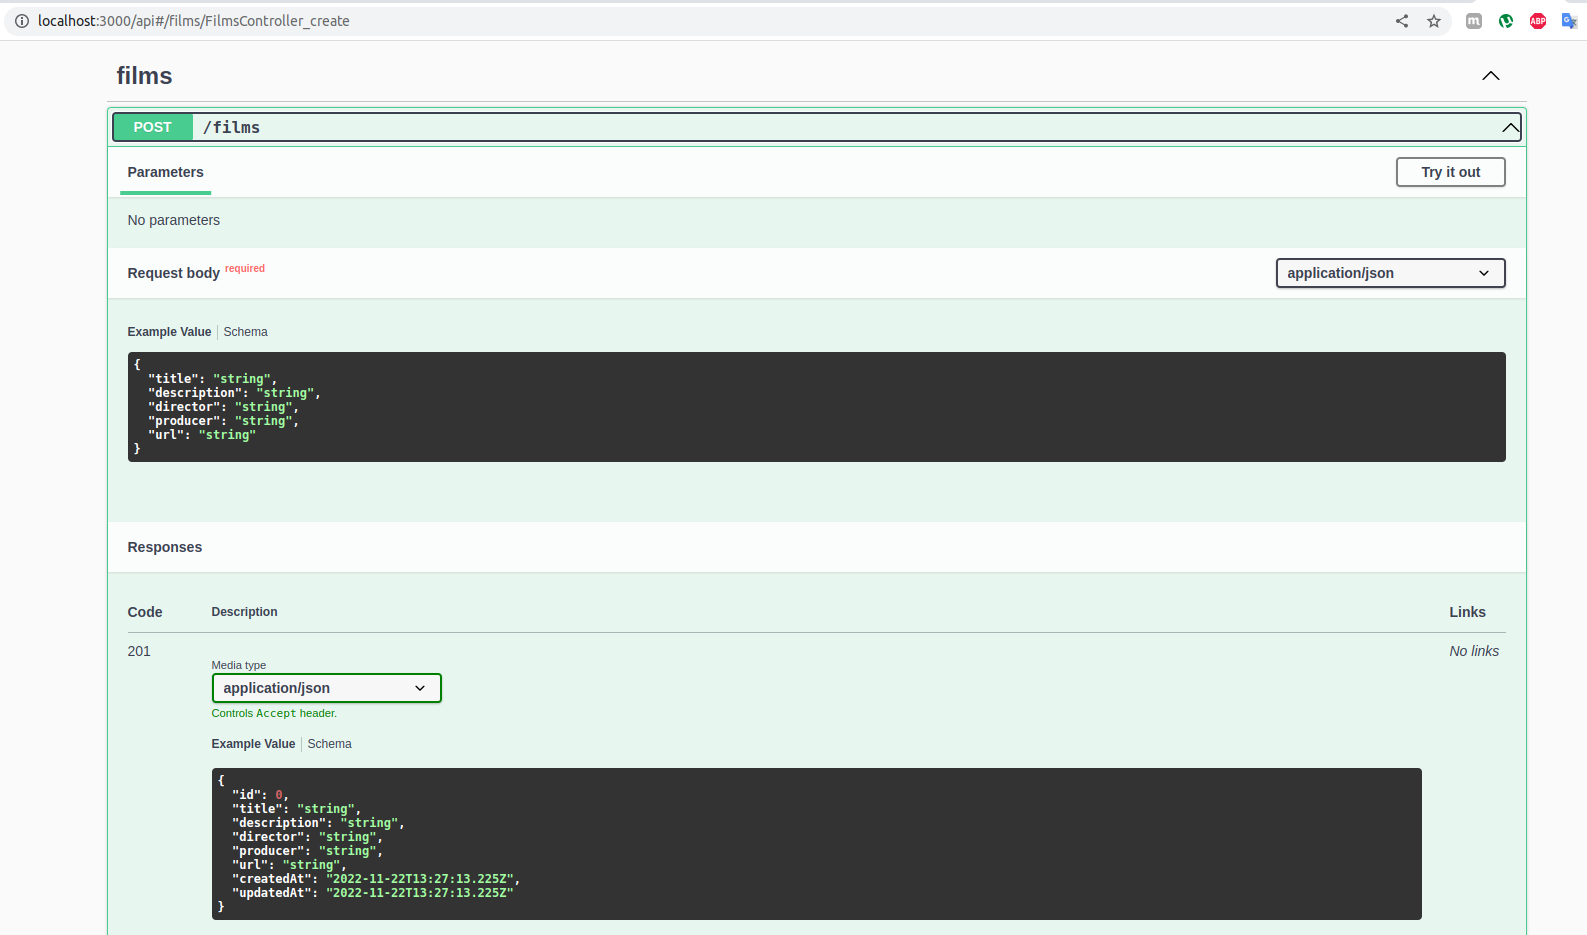 localhost:3000/api#/films/FilmsController_create
m
ABP
G
films
POST /films
Parameters
Try it out
No parameters
Request body required
application/json
Example Value Schema
{
  "title": "string",
  "description": "string",
  "director": "string",
  "producer": "string",
  "url": "string"
}
Responses
Code Description Links
201 No links
Media type
application/json
Controls Accept header.
Example Value Schema
{
  "id": 0,
  "title": "string",
  "description": "string",
  "director": "string",
  "producer": "string",
  "url": "string",
  "createdAt": "2022-11-22T13:27:13.225Z",
  "updatedAt": "2022-11-22T13:27:13.225Z"
}